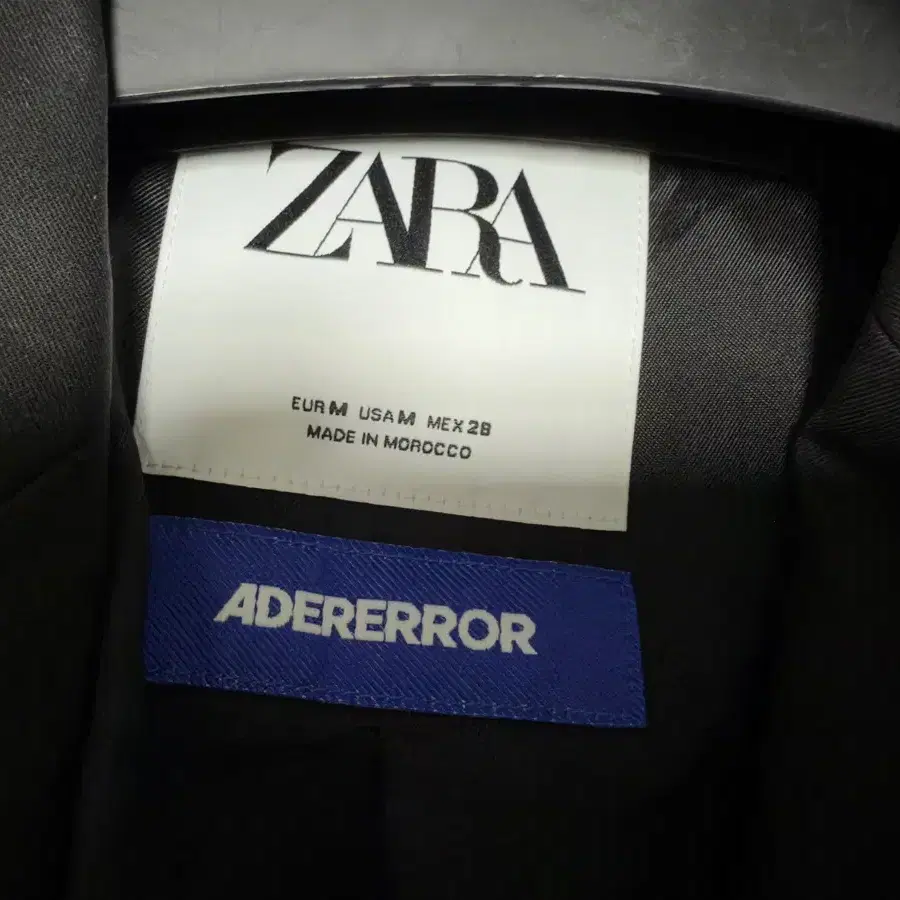 ZARA
EUR M USA M MEX 28
MADE IN MOROCCO
ADERERROR